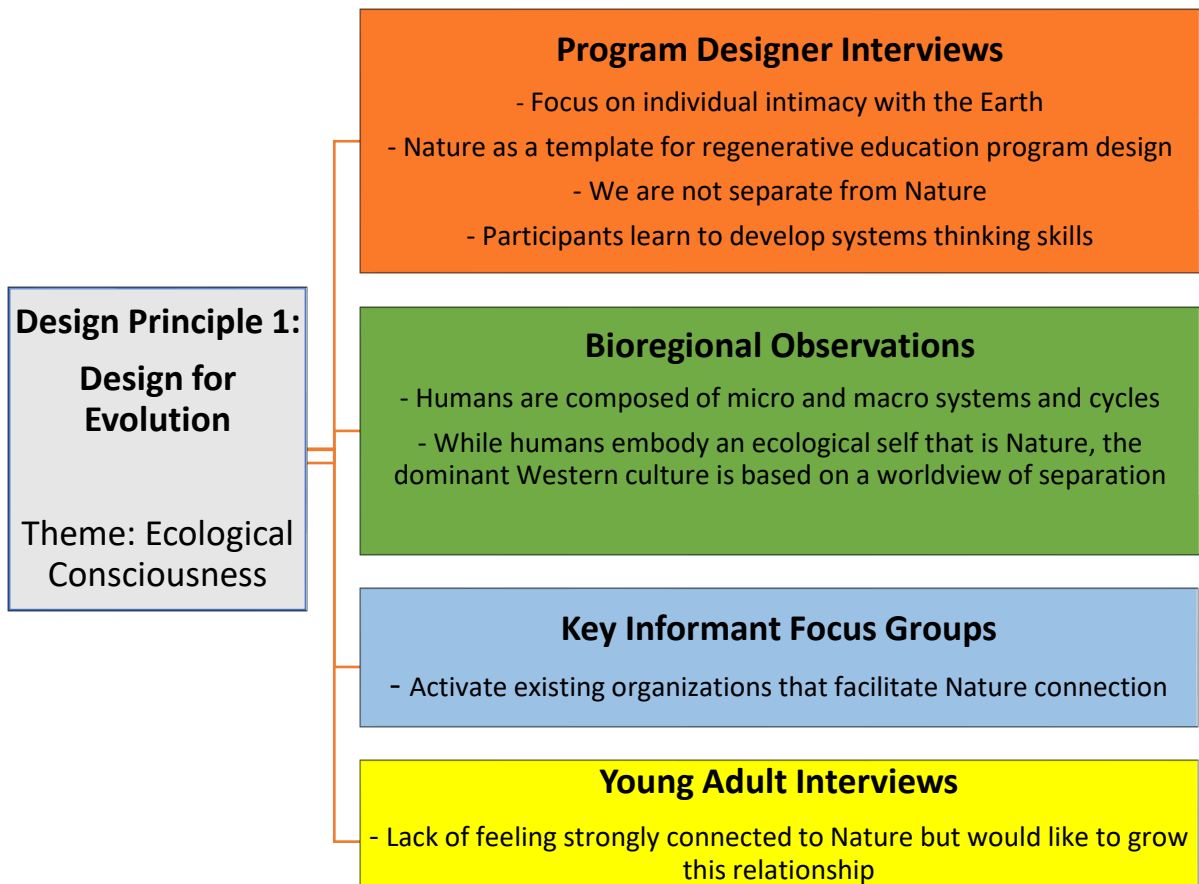 Design Principle 1:
Design for
Evolution
Theme: Ecological
Consciousness
Program Designer Interviews
- Focus on individual intimacy with the Earth
- Nature as a template for regenerative education program design
- We are not separate from Nature
- Participants learn to develop systems thinking skills
Bioregional Observations
- Humans are composed of micro and macro systems and cycles
- While humans embody an ecological self that is Nature, the
dominant Western culture is based on a worldview of separation
Key Informant Focus Groups
- Activate existing organizations that facilitate Nature connection
Young Adult Interviews
- Lack of feeling strongly connected to Nature but would like to grow
this relationship